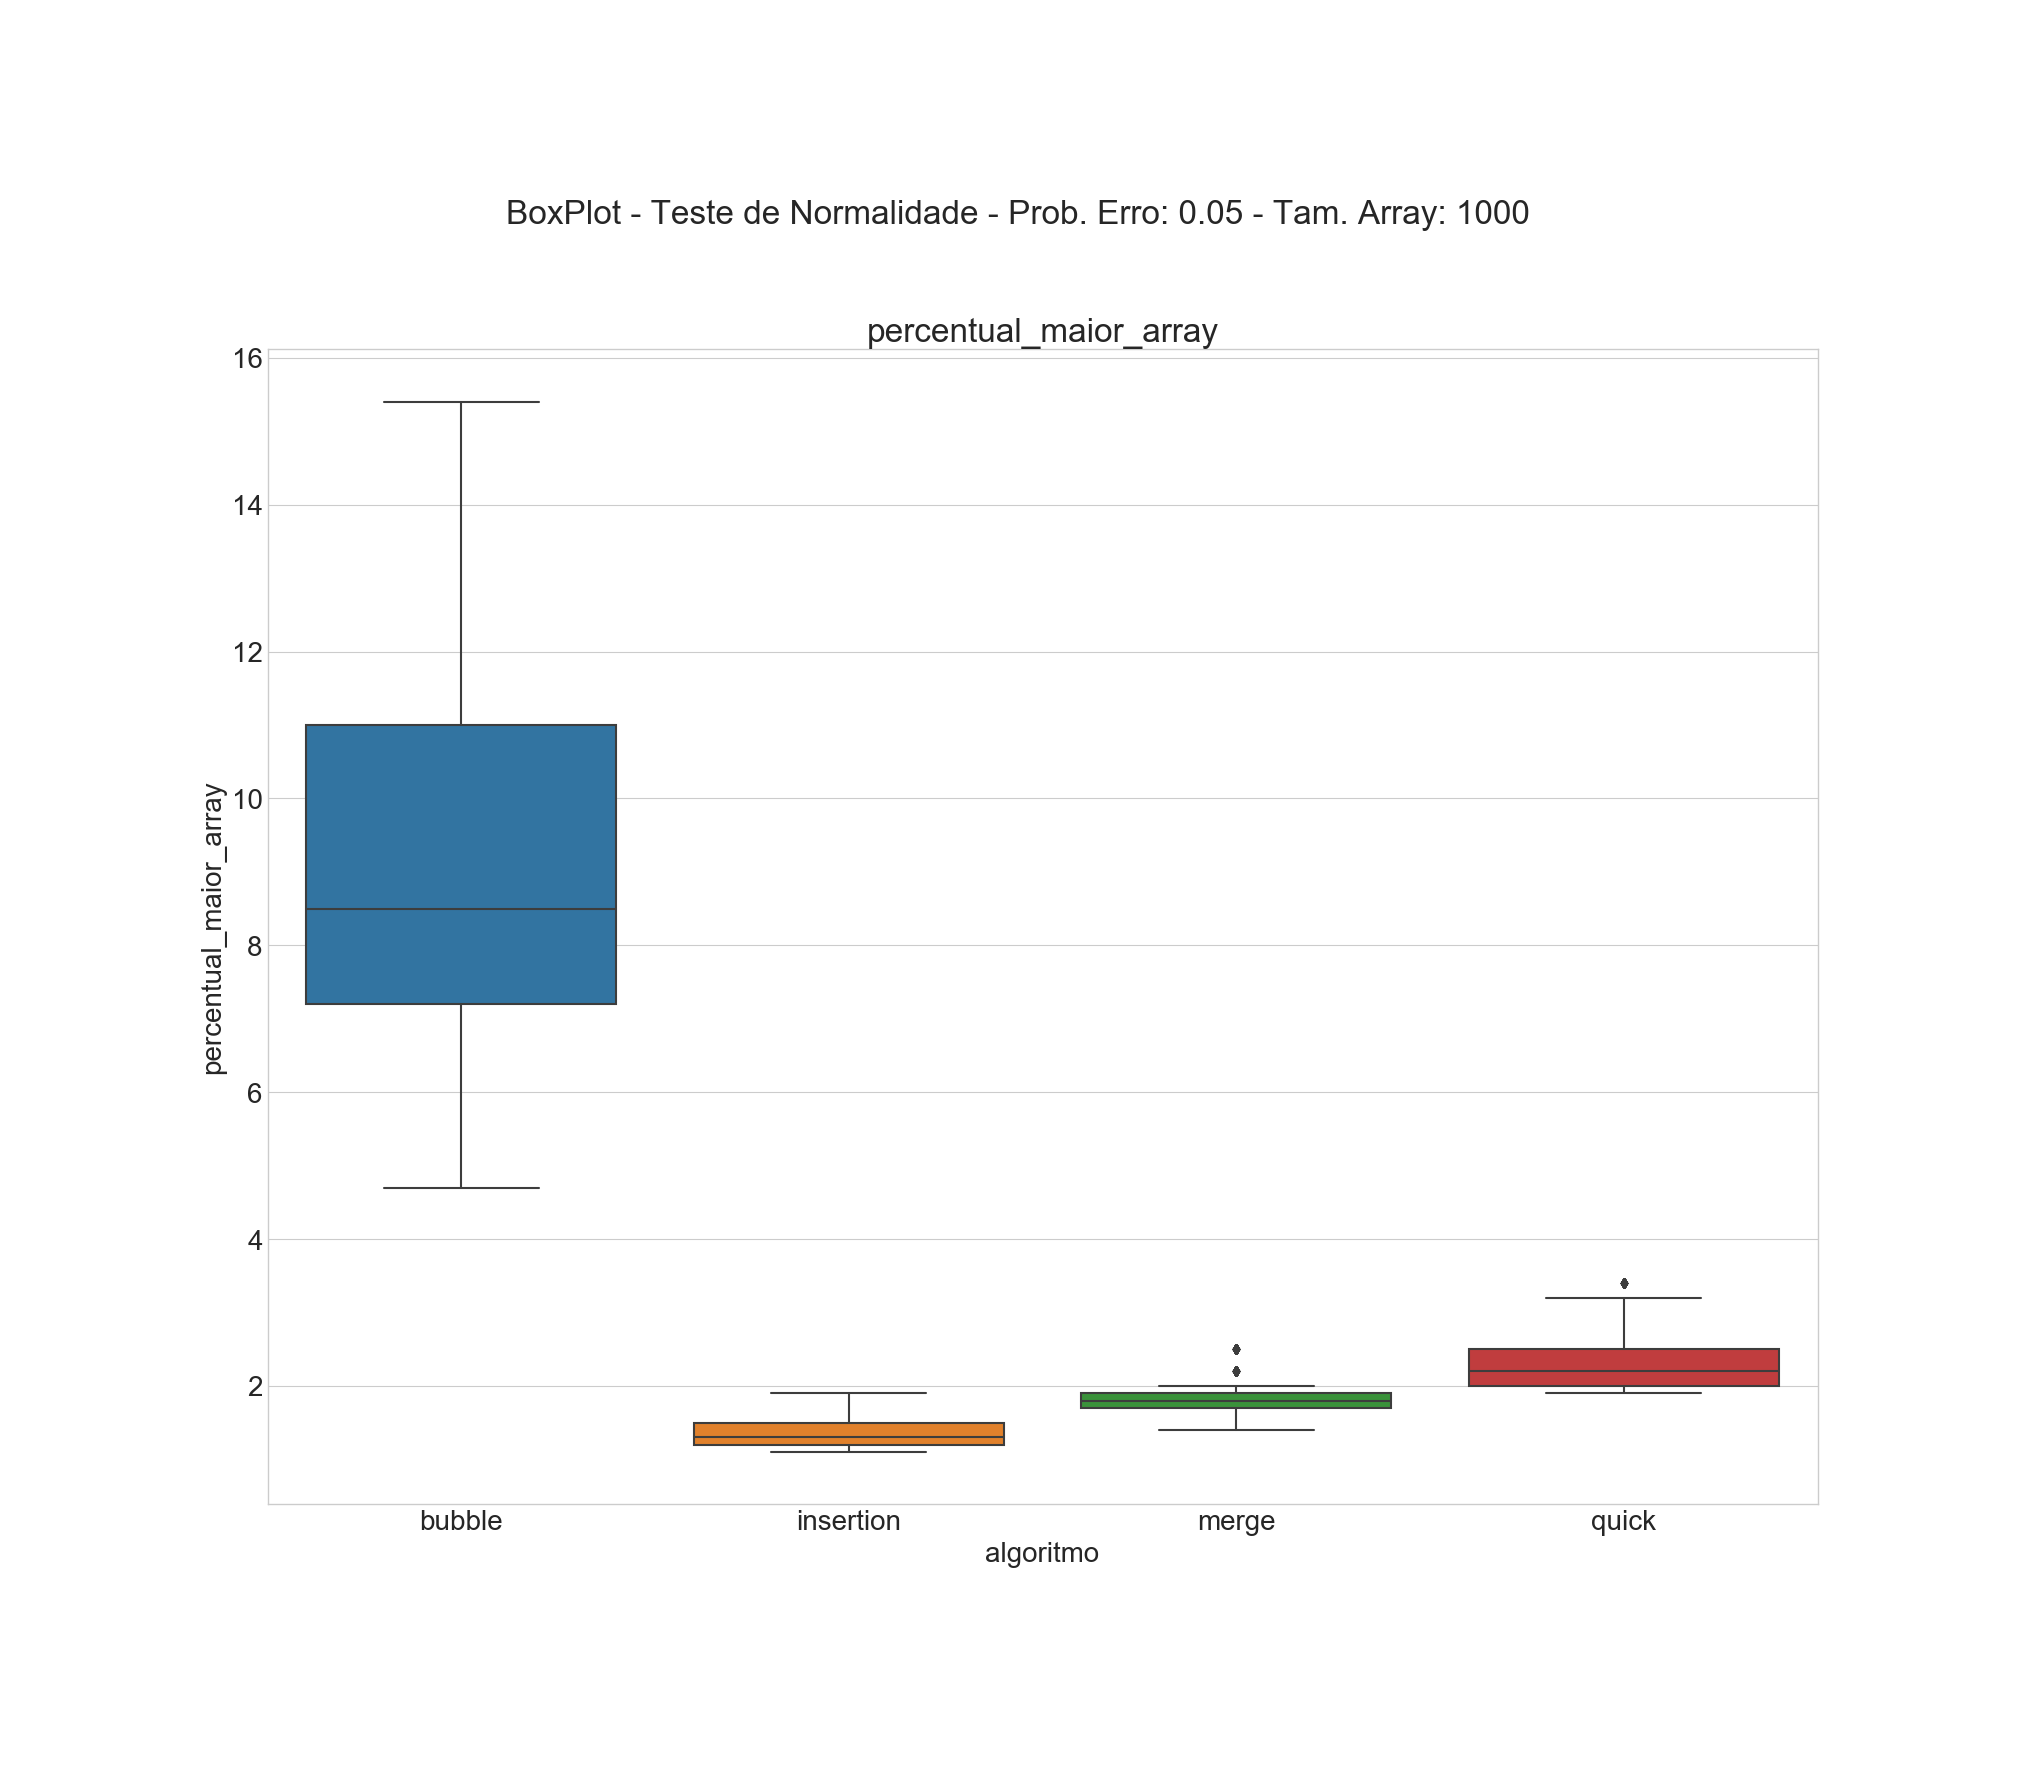 BoxPlot - Teste de Normalidade - Prob. Erro: 0.05 - Tam. Array: 1000
percentual_maior_array
16
14
12
10
8
6
4
2
percentual_maior_array
bubble insertion merge quick
algoritmo